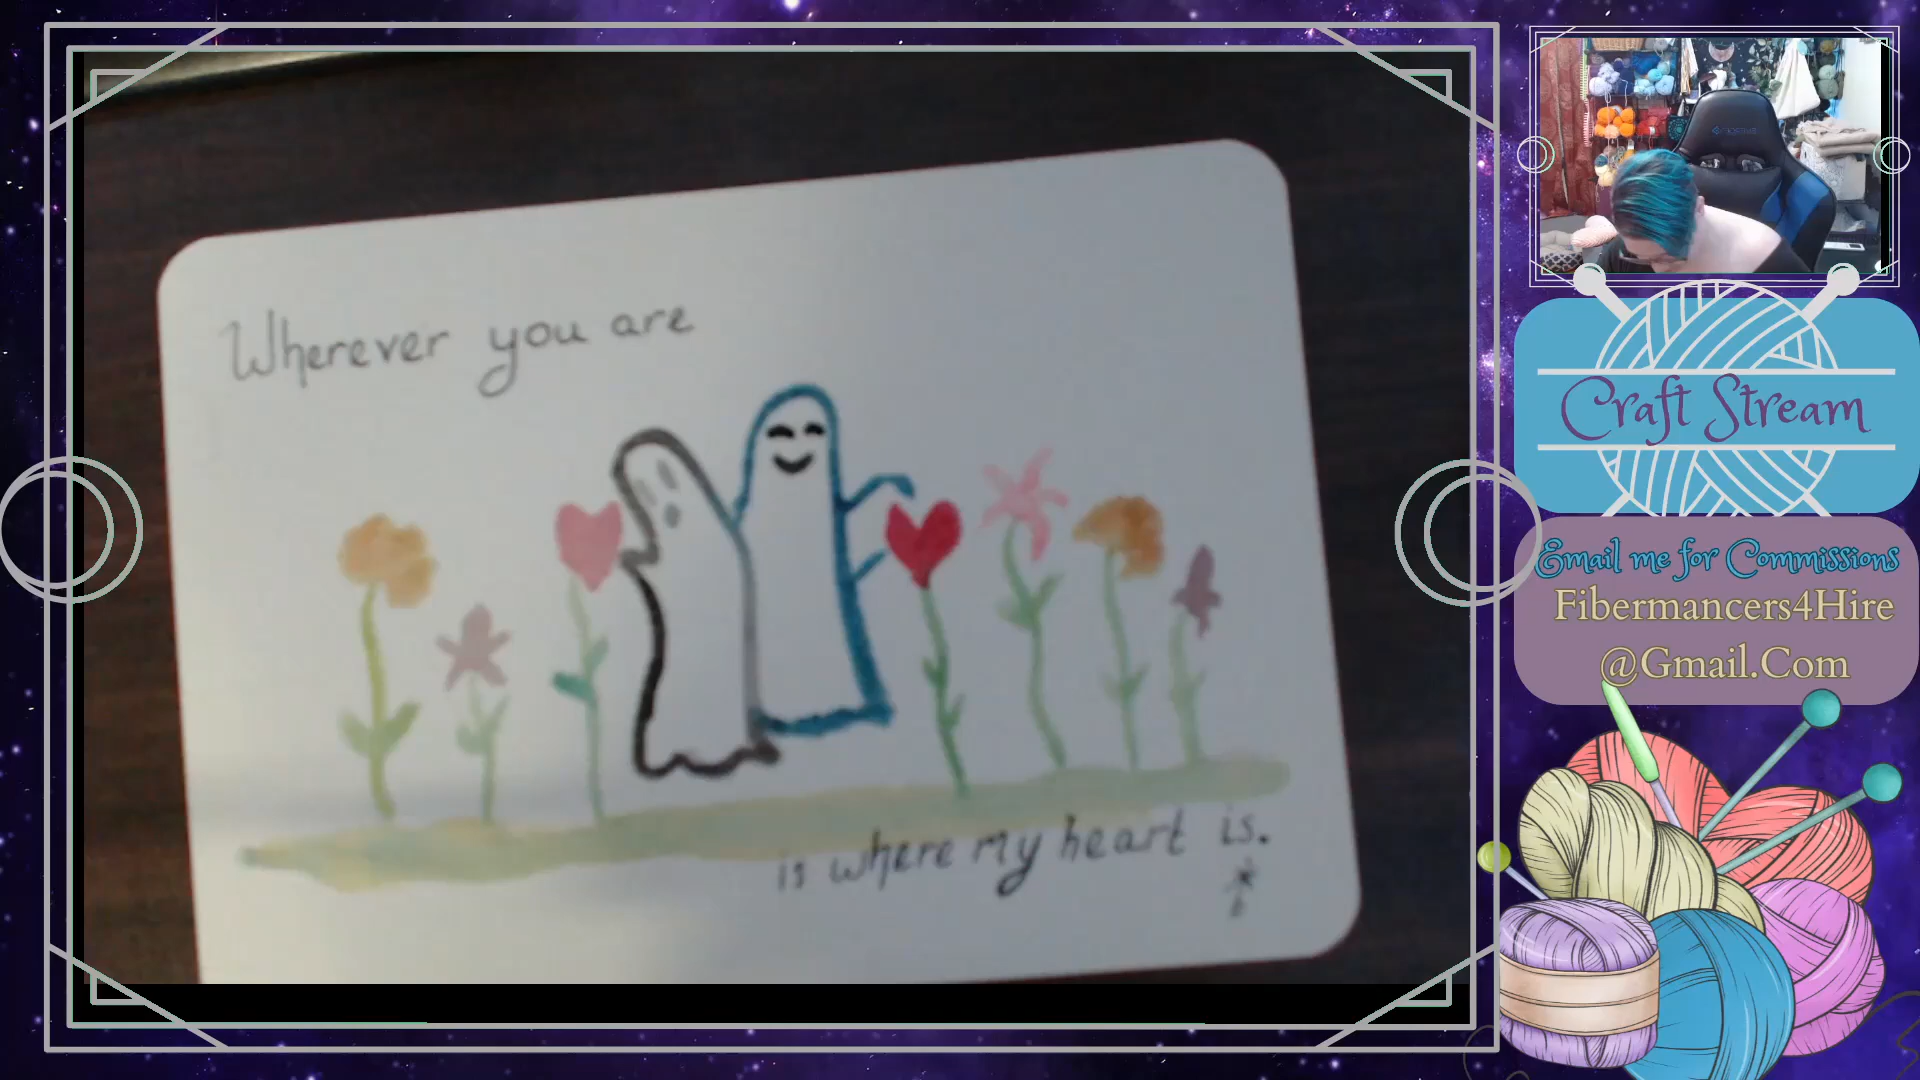 Wherever you are
is where my heart is.
Craft Stream
Email me for Commissions
Fibermancers4Hire
@Gmail.Com